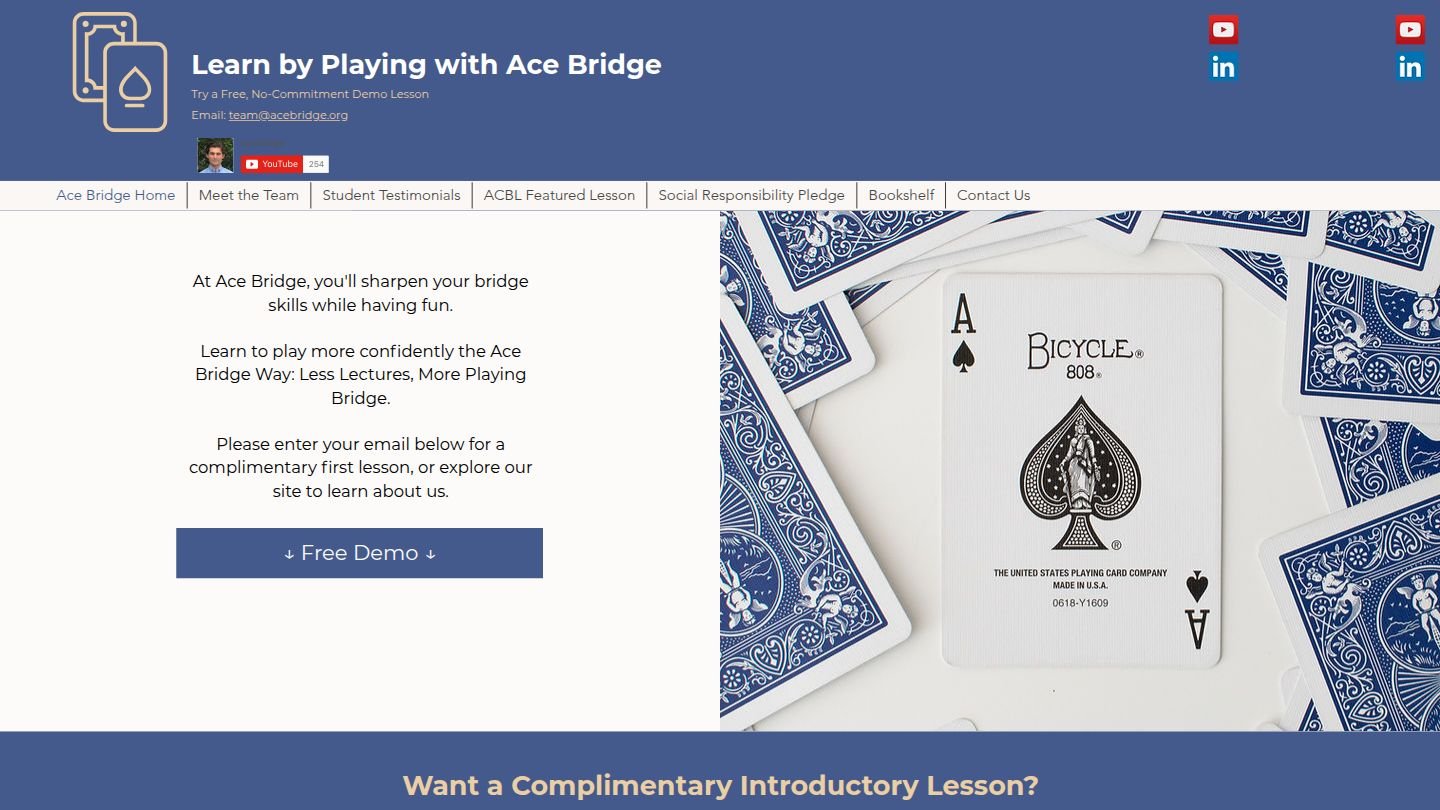 Learn by Playing with Ace Bridge
Try a Free, No-Commitment Demo Lesson
Email: team@acebridge.org
YouTube 254
Ace Bridge Home
Meet the Team
Student Testimonials
ACBL Featured Lesson
Social Responsibility Pledge
Bookshelf
Contact Us
At Ace Bridge, you'll sharpen your bridge
skills while having fun.
Learn to play more confidently the Ace
Bridge Way: Less Lectures, More Playing
Bridge.
Please enter your email below for a
complimentary first lesson, or explore our
site to learn about us.
↓ Free Demo ↓
A
BICYCLE®
808®
®
THE UNITED STATES PLAYING CARD COMPANY
MADE IN U.S.A.
0618-Y1609
A
Want a Complimentary Introductory Lesson?